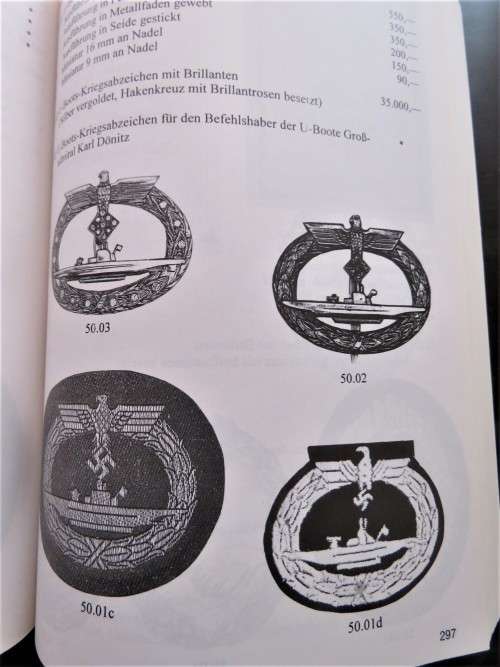 in Metallfaden gewebt
in Seide gestickt
16 mm an Nadel
9 mm an Nadel
550,—
350,—
350,—
200,—
150,—
90,—
Boots-Kriegsabzeichen mit Brillanten
vergoldet, Hakenkreuz mit Brillantrosen besetzt)
35.000,—
Boots-Kriegsabzeichen für den Befehlshaber der U-Boote Groß-
admiral Karl Dönitz
*
50.03
50.02
50.01c
50.01d
297